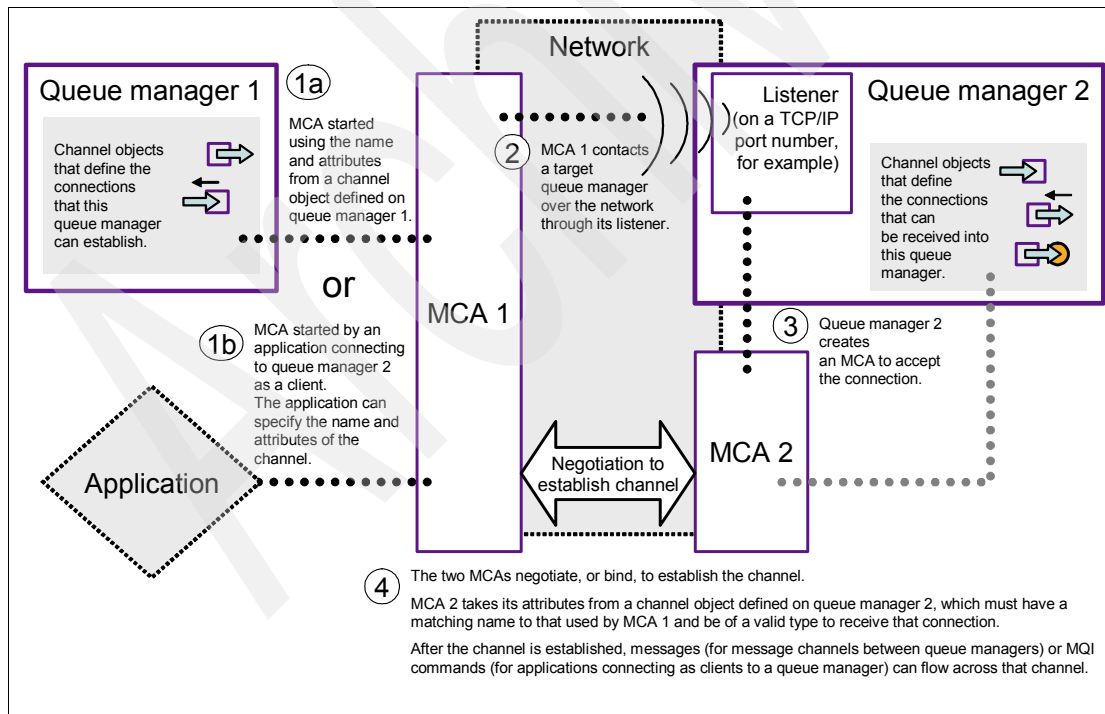 Network
Queue manager 1
Channel objects
that define the
connections
that this
queue manager
can establish.
1a
MCA started
using the name
and attributes
from a channel
object defined on
queue manager 1.
or
1b
MCA started by an
application connecting
to queue manager 2
as a client.
The application can
specify the name and
attributes of the
channel.
Application
MCA 1
2
MCA 1 contacts
a target
queue manager
over the network
through its listener.
Listener
(on a TCP/IP
port number,
for example)
Queue manager 2
Channel objects
that define
the connections
that can
be received into
this queue
manager.
3
Queue manager 2
creates
an MCA to accept
the connection.
MCA 2
Negotiation to
establish channel
4
The two MCAs negotiate, or bind, to establish the channel.
MCA 2 takes its attributes from a channel object defined on queue manager 2, which must have a
matching name to that used by MCA 1 and be of a valid type to receive that connection.
After the channel is established, messages (for message channels between queue managers) or MQI
commands (for applications connecting as clients to a queue manager) can flow across that channel.